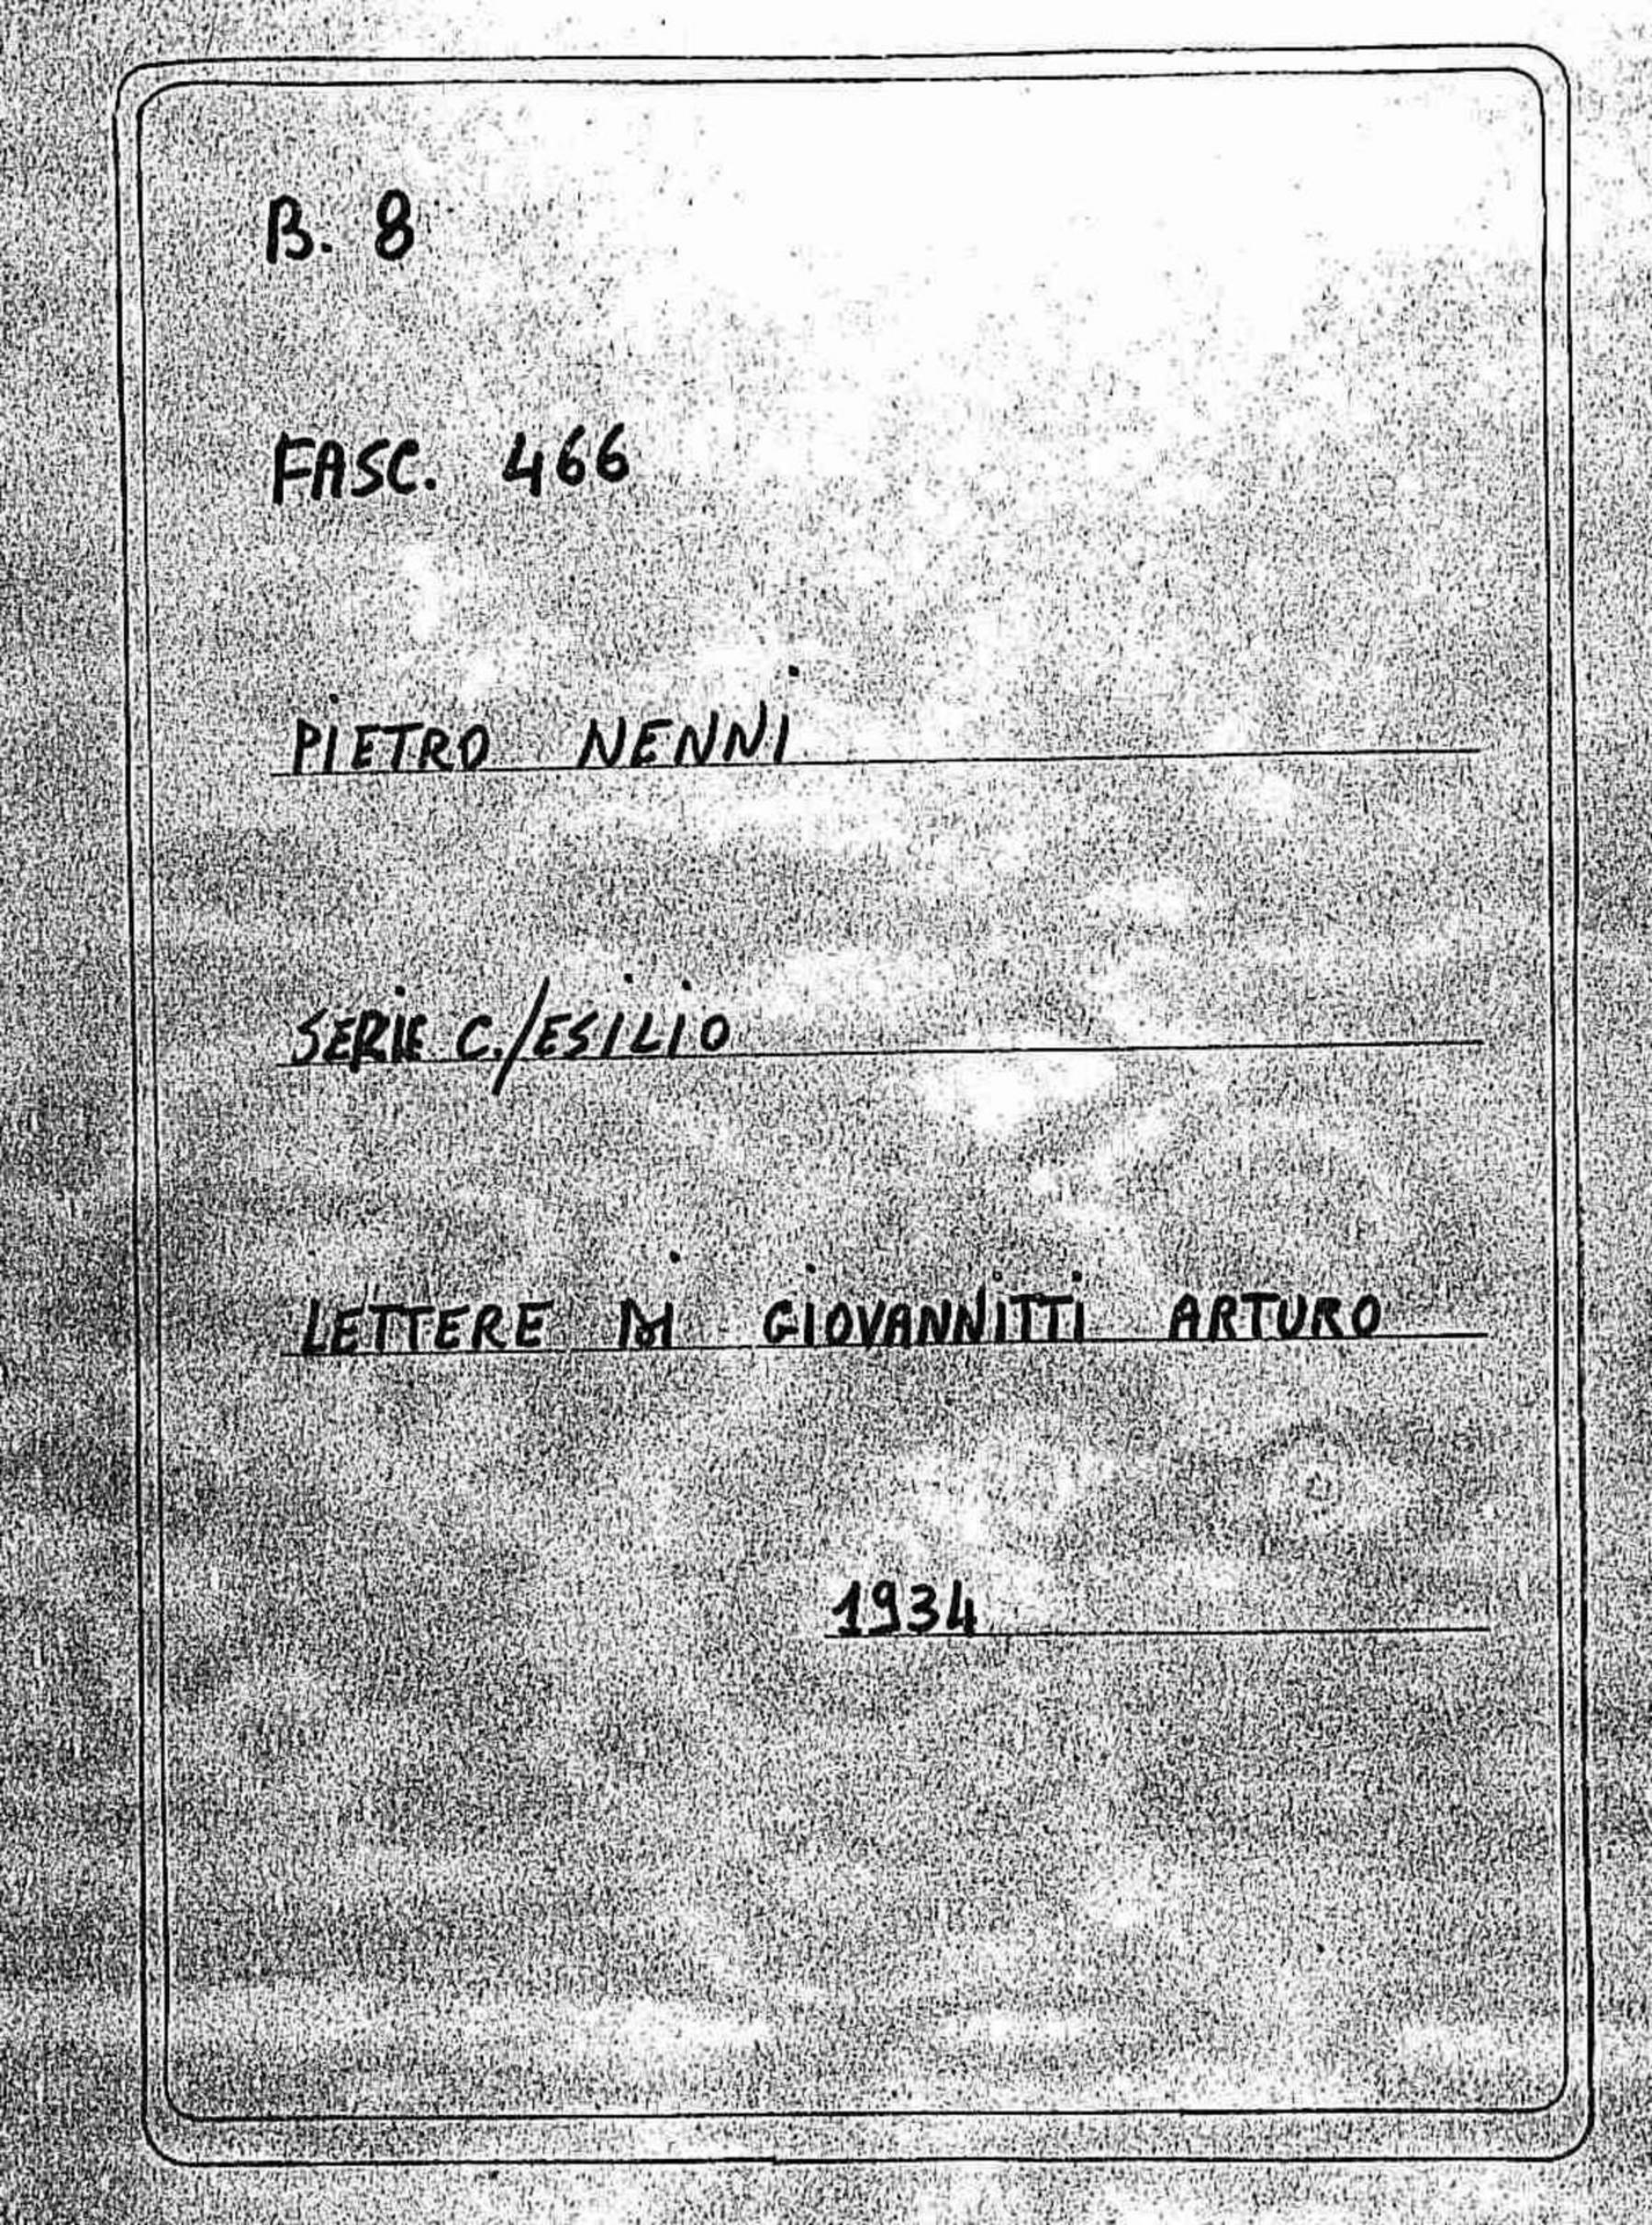 B. 8
FASC. 466
PIETRO NENNI
SERIE C./ESILIO
LETTERE DI GIOVANNITTI ARTURO
1934